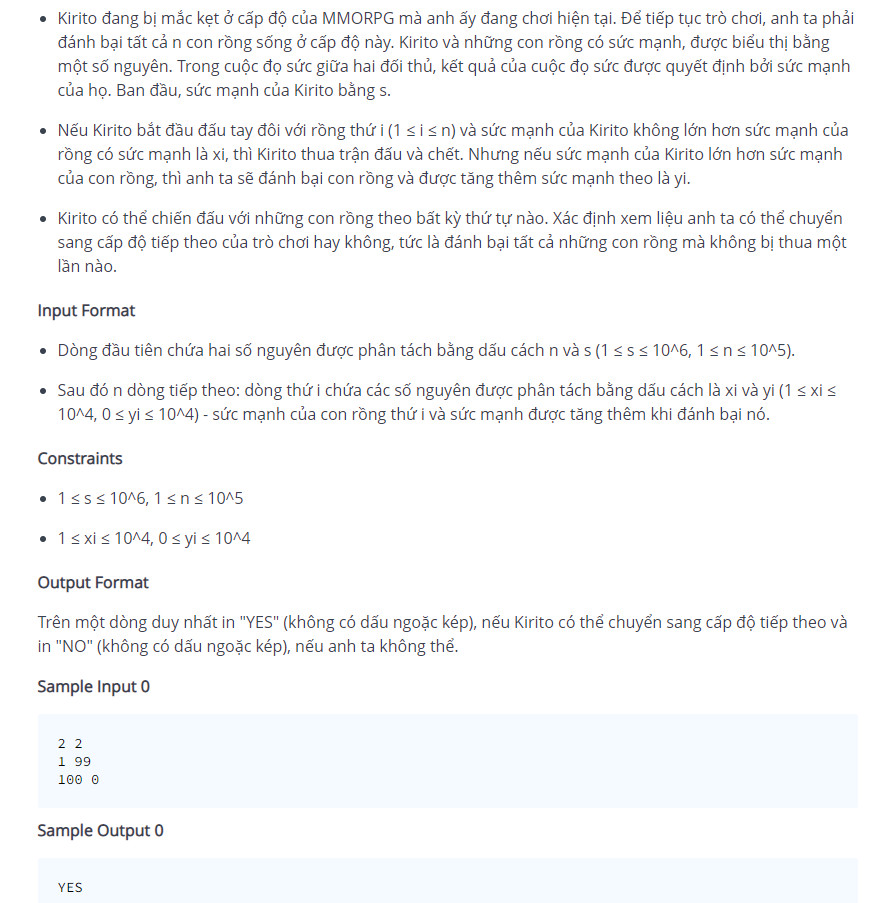 • Kirito đang bị mắc kẹt ở cấp độ của MMORPG mà anh ấy đang chơi hiện tại. Để tiếp tục trò chơi, anh ta phải
đánh bại tất cả n con rồng sống ở cấp độ này. Kirito và những con rồng có sức mạnh, được biểu thị bằng
một số nguyên. Trong cuộc đọ sức giữa hai đối thủ, kết quả của cuộc đọ sức được quyết định bởi sức mạnh
của họ. Ban đầu, sức mạnh của Kirito bằng s.
• Nếu Kirito bắt đầu đấu tay đôi với rồng thứ i (1 ≤ i ≤ n) và sức mạnh của Kirito không lớn hơn sức mạnh của
rồng có sức mạnh là xi, thì Kirito thua trận đấu và chết. Nhưng nếu sức mạnh của Kirito lớn hơn sức mạnh
của con rồng, thì anh ta sẽ đánh bại con rồng và được tăng thêm sức mạnh theo là yi.
• Kirito có thể chiến đấu với những con rồng theo bất kỳ thứ tự nào. Xác định xem liệu anh ta có thể chuyển
sang cấp độ tiếp theo của trò chơi hay không, tức là đánh bại tất cả những con rồng mà không bị thua một
lần nào.
Input Format
• Dòng đầu tiên chứa hai số nguyên được phân tách bằng dấu cách n và s (1 ≤ s ≤ 10^6, 1 ≤ n ≤ 10^5).
• Sau đó n dòng tiếp theo: dòng thứ i chứa các số nguyên được phân tách bằng dấu cách là xi và yi (1 ≤ xi ≤
10^4, 0 ≤ yi ≤ 10^4) - sức mạnh của con rồng thứ i và sức mạnh được tăng thêm khi đánh bại nó.
Constraints
• 1 ≤ s ≤ 10^6, 1 ≤ n ≤ 10^5
• 1 ≤ xi ≤ 10^4, 0 ≤ yi ≤ 10^4
Output Format
Trên một dòng duy nhất in "YES" (không có dấu ngoặc kép), nếu Kirito có thể chuyển sang cấp độ tiếp theo và
in "NO" (không có dấu ngoặc kép), nếu anh ta không thể.
Sample Input 0
2 2
1 99
100 0
Sample Output 0
YES